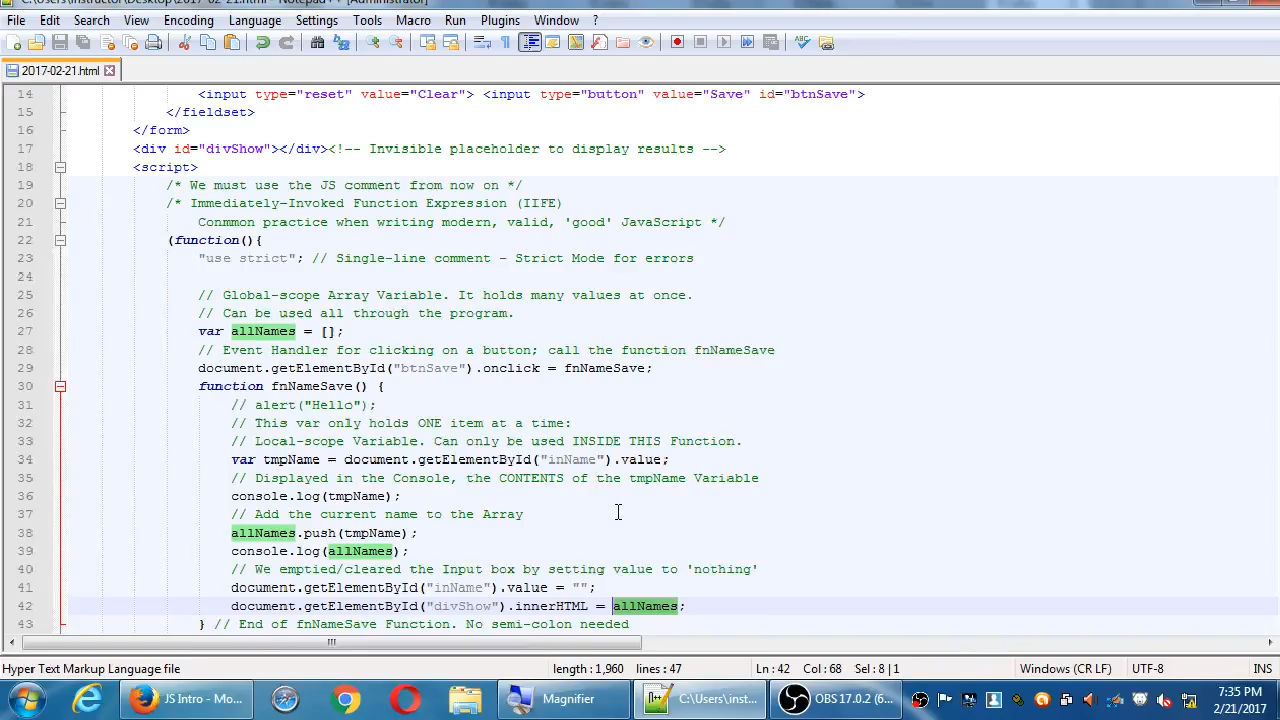 C:\Users\instructor\Desktop\2017-02-21.html - Notepad++ [Administrator]
File Edit Search View Encoding Language Settings Tools Macro Run Plugins Window ?
2017-02-21.html
14 <input type="reset" value="Clear"> <input type="button" value="Save" id="btnSave">
15 </fieldset>
16 </form>
17 <div id="divShow"></div><!-- Invisible placeholder to display results -->
18 <script>
19 /* We must use the JS comment from now on */
20 /* Immediately-Invoked Function Expression (IIFE)
21 Conmmon practice when writing modern, valid, 'good' JavaScript */
22 (function(){
23 "use strict"; // Single-line comment - Strict Mode for errors
24
25 // Global-scope Array Variable. It holds many values at once.
26 // Can be used all through the program.
27 var allNames = [];
28 // Event Handler for clicking on a button; call the function fnNameSave
29 document.getElementById("btnSave").onclick = fnNameSave;
30 function fnNameSave() {
31 // alert("Hello");
32 // This var only holds ONE item at a time:
33 // Local-scope Variable. Can only be used INSIDE THIS Function.
34 var tmpName = document.getElementById("inName").value;
35 // Displayed in the Console, the CONTENTS of the tmpName Variable
36 console.log(tmpName);
37 // Add the current name to the Array
38 allNames.push(tmpName);
39 console.log(allNames);
40 // We emptied/cleared the Input box by setting value to 'nothing'
41 document.getElementById("inName").value = "";
42 document.getElementById("divShow").innerHTML = allNames;
43 } // End of fnNameSave Function. No semi-colon needed
Hyper Text Markup Language file length : 1,960 lines : 47 Ln : 42 Col : 68 Sel : 8 | 1 Windows (CR LF) UTF-8 INS
JS Intro - Mo... Magnifier C:\Users\inst... OBS 17.0.2 (6... 7:35 PM
2/21/2017